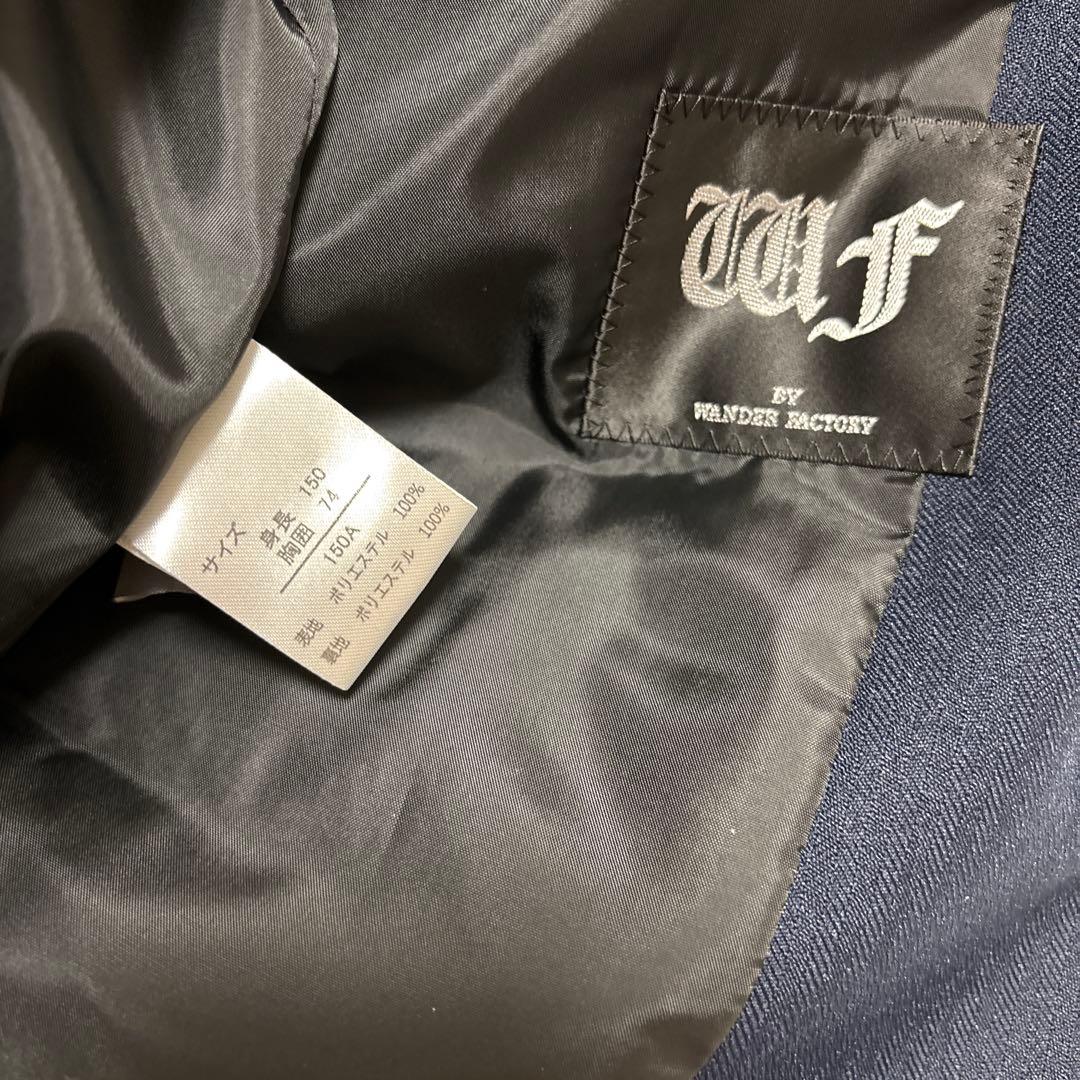 WF
BY
WANDER FACTORY
サイズ
身長 150
胸囲 74
150A
表地 ポリエステル 100%
裏地 ポリエステル 100%